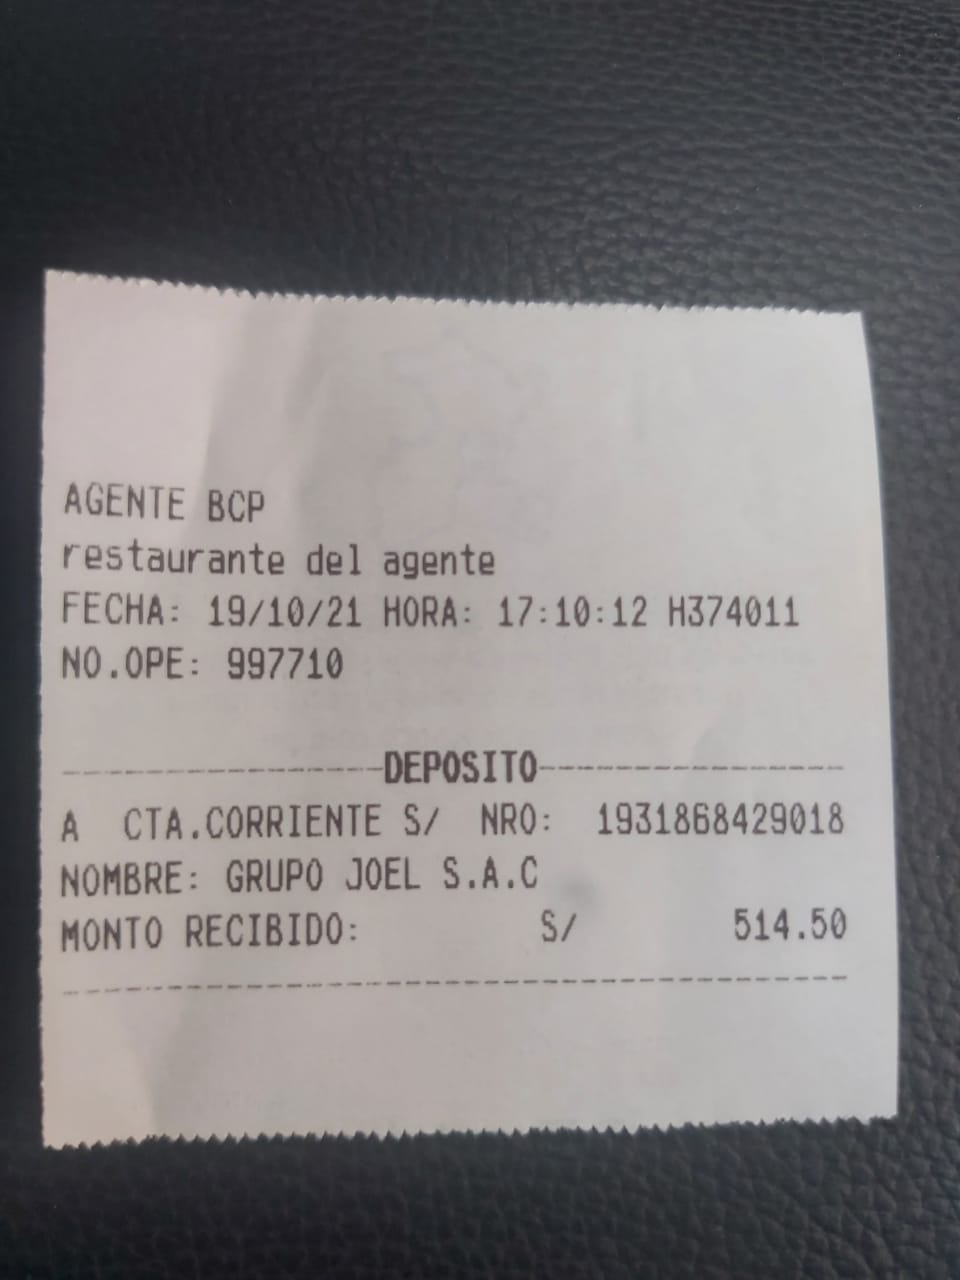 AGENTE BCP
restaurante del agente
FECHA: 19/10/21 HORA: 17:10:12 H374011
NO.OPE: 997710
DEPOSITO
A CTA.CORRIENTE S/ NRO: 1931868429018
NOMBRE: GRUPO JOEL S.A.C
MONTO RECIBIDO: S/ 514.50